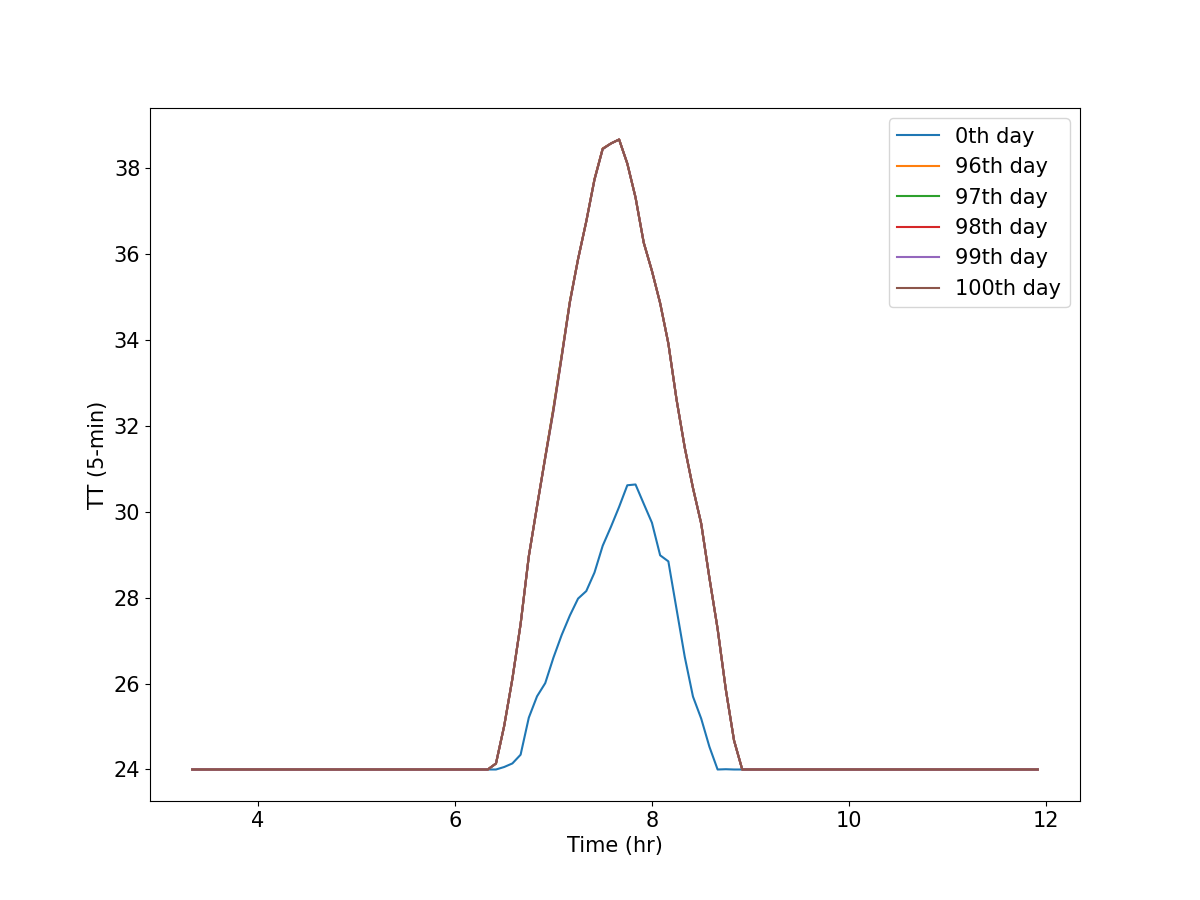 0th day
96th day
97th day
98th day
99th day
100th day
38
36
34
32
30
28
26
24
TT (5-min)
4 6 8 10 12
Time (hr)